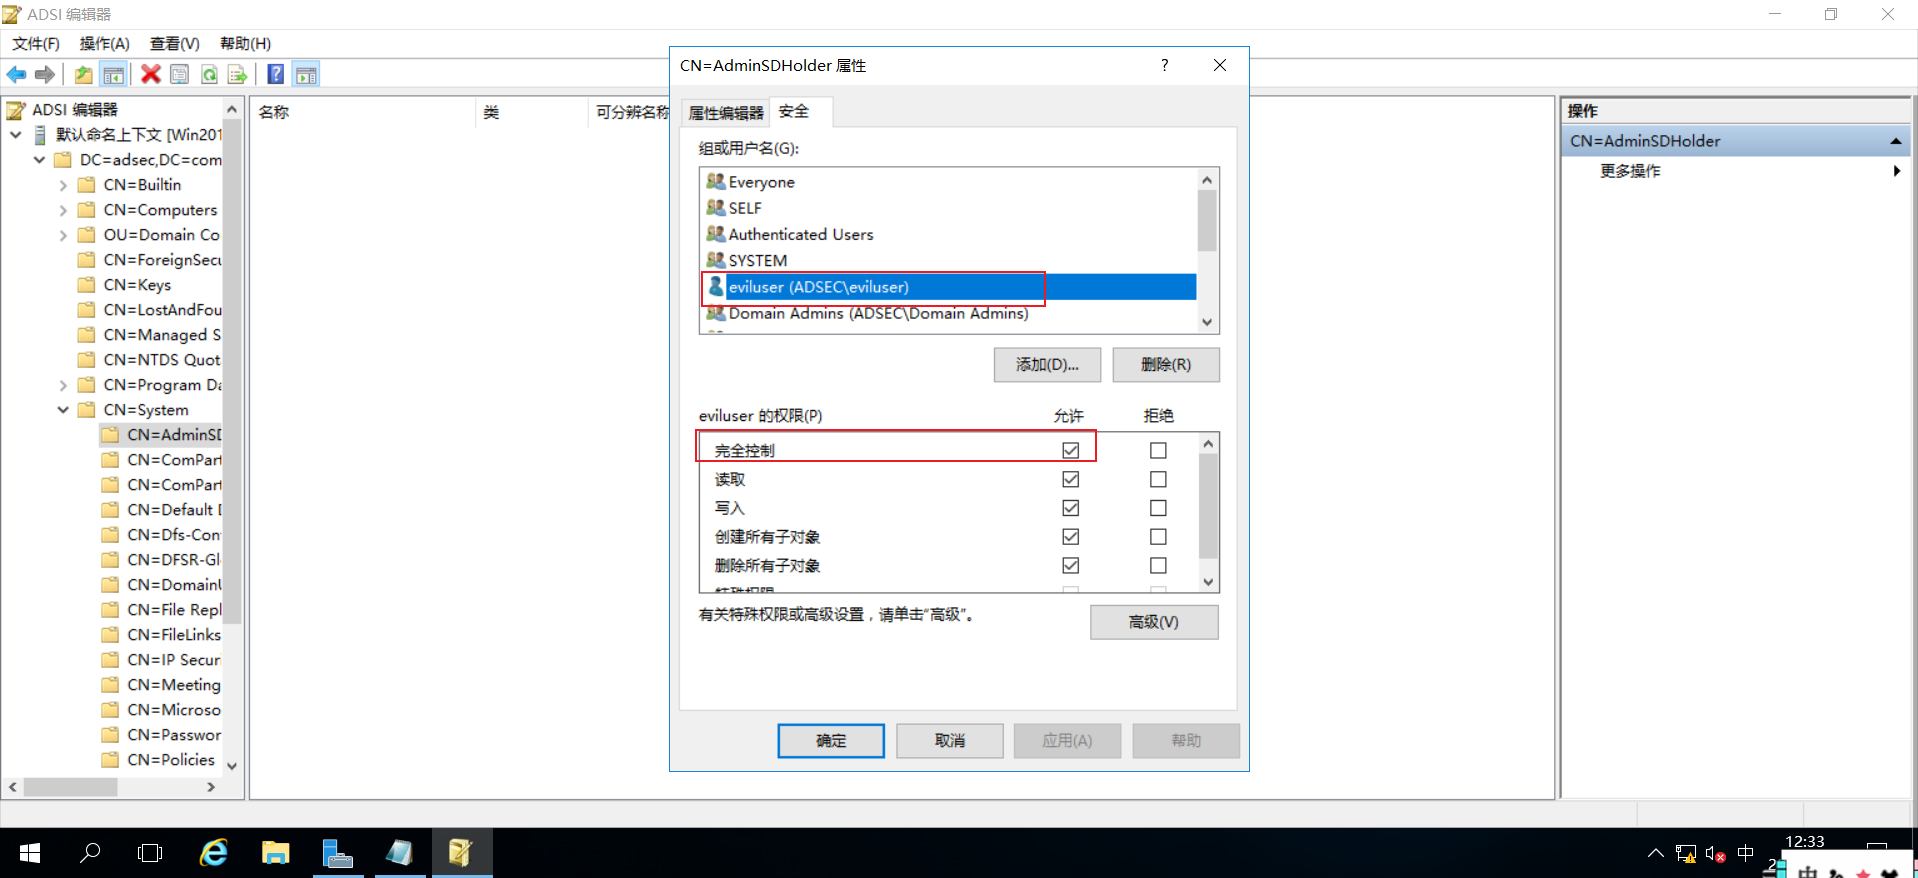 ADSI 编辑器
文件(F) 操作(A) 查看(V) 帮助(H)
ADSI 编辑器
默认命名上下文 [Win201
DC=adsec,DC=com
CN=Builtin
CN=Computers
OU=Domain Co
CN=ForeignSecu
CN=Keys
CN=LostAndFou
CN=Managed S
CN=NTDS Quot
CN=Program Da
CN=System
CN=AdminSD
CN=ComPart
CN=ComPart
CN=Default D
CN=Dfs-Con
CN=DFSR-Gl
CN=DomainU
CN=File Repl
CN=FileLinks
CN=IP Secur
CN=Meeting
CN=Microso
CN=Passwor
CN=Policies
名称 类 可分辨名称
CN=AdminSDHolder 属性
属性编辑器 安全
组或用户名(G):
Everyone
SELF
Authenticated Users
SYSTEM
eviluser (ADSEC\eviluser)
Domain Admins (ADSEC\Domain Admins)
添加(D)... 删除(R)
eviluser 的权限(P) 允许 拒绝
完全控制
读取
写入
创建所有子对象
删除所有子对象
特殊权限
有关特殊权限或高级设置，请单击“高级”。
高级(V)
确定 取消 应用(A) 帮助
操作
CN=AdminSDHolder
更多操作
中
12:33
中